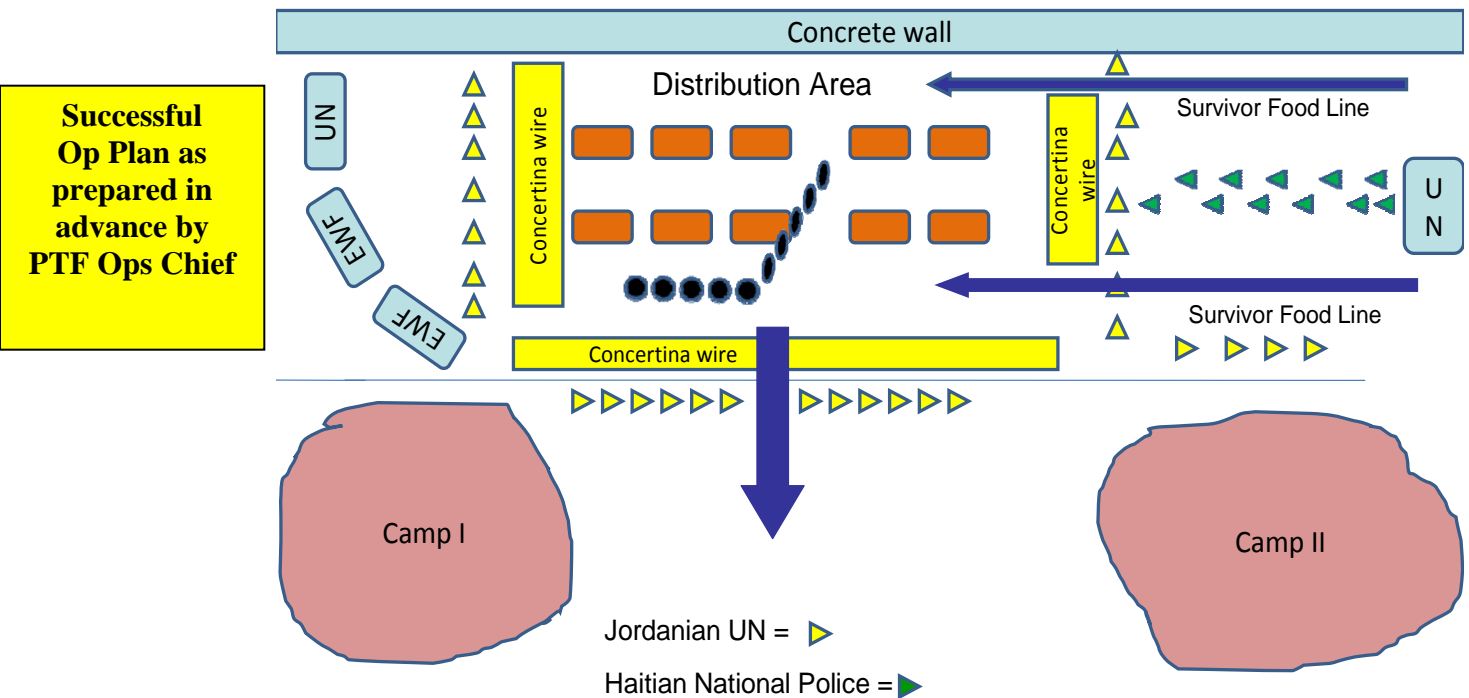 Concrete wall
Successful
Op Plan as
prepared in
advance by
PTF Ops Chief
UN
EWF
EWF
Concertina wire
Distribution Area
Concertina
wire
Survivor Food Line
U
N
Survivor Food Line
Concertina wire
Camp I
Camp II
Jordanian UN =
Haitian National Police =